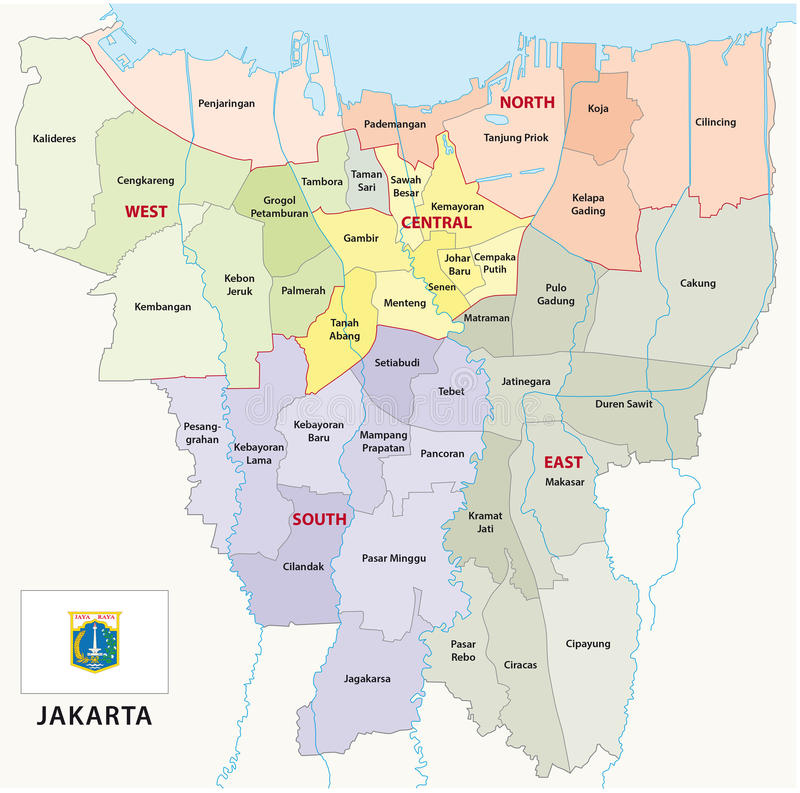 NORTH
Penjaringan
Pademangan
Tanjung Priok
Koja
Cilincing
Kalideres
Cengkareng
WEST
Tambora
Taman
Sari
Sawah
Besar
Kemayoran
CENTRAL
Kelapa
Gading
Grogol
Petamburan
Gambir
Johar
Baru
Cempaka
Putih
Senen
Kembangan
Kebon
Jeruk
Palmerah
Menteng
Tanah
Abang
Matraman
Pulo
Gadung
Cakung
Setiabudi
Tebet
Jatinegara
Duren Sawit
Pesang-
grahan
Kebayoran
Lama
Kebayoran
Baru
Mampang
Prapatan
Pancoran
EAST
Makasar
SOUTH
Kramat
Jati
Cilandak
Pasar Minggu
Jagakarsa
Pasar
Rebo
Ciracas
Cipayung
JAYA RAYA
JAKARTA
dreamstime